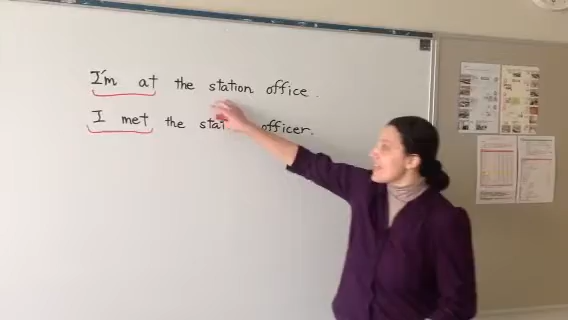 I'm at the station office.
I met the officer.